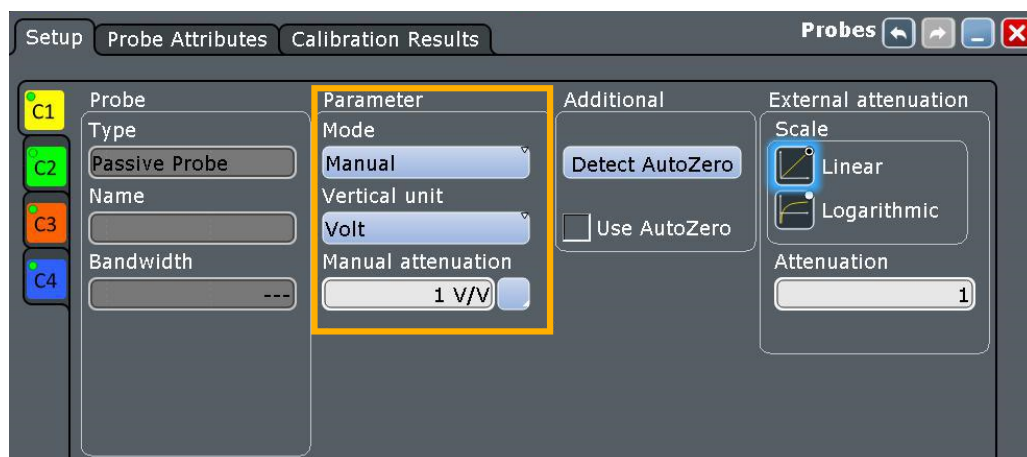 Setup Probe Attributes Calibration Results Probes
C1
C2
C3
C4
Probe
Type
Passive Probe
Name
Bandwidth
---
Parameter
Mode
Manual
Vertical unit
Volt
Manual attenuation
1 V/V
Additional
Detect AutoZero
Use AutoZero
External attenuation
Scale
Linear
Logarithmic
Attenuation
1